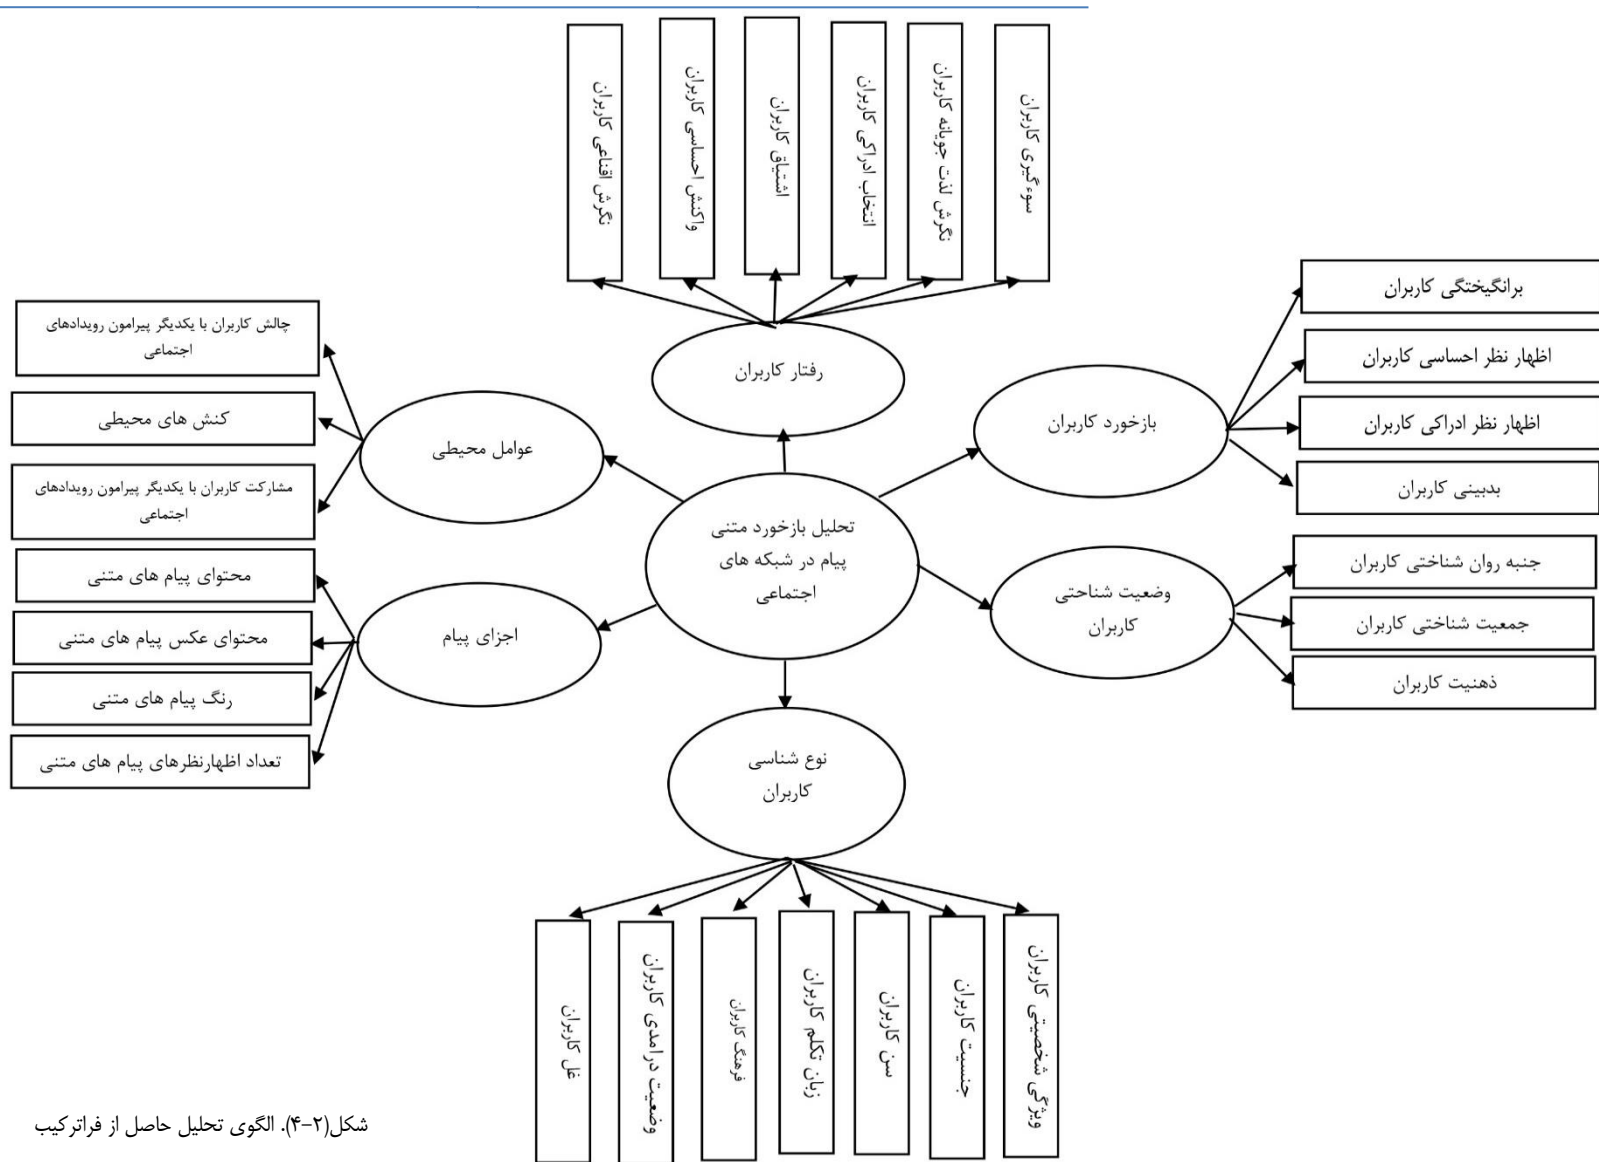 سوءگیری کاربران
نگرش لذت جویانه کاربران
انتخاب ادراکی کاربران
اشتیاق کاربران
واکنش احساسی کاربران
نگرش اقناعی کاربران
رفتار کاربران
برانگیختگی کاربران
اظهار نظر احساسی کاربران
اظهار نظر ادراکی کاربران
بدبینی کاربران
بازخورد کاربران
چالش کاربران با یکدیگر پیرامون رویدادهای
اجتماعی
کنش های محیطی
مشارکت کاربران با یکدیگر پیرامون رویدادهای
اجتماعی
عوامل محیطی
تحلیل بازخورد متنی
پیام در شبکه های
اجتماعی
جنبه روان شناختی کاربران
جمعیت شناختی کاربران
ذهنیت کاربران
وضعیت شناحتی
کاربران
محتوای پیام های متنی
محتوای عکس پیام های متنی
رنگ پیام های متنی
تعداد اظهارنظرهای پیام های متنی
اجزای پیام
نوع شناسی
کاربران
ویژگی شخصیتی کاربران
جنسیت کاربران
سن کاربران
زبان تکلم کاربران
فرهنگ کاربران
وضعیت درامدی کاربران
غل کاربران
شکل(۲-۴). الگوی تحلیل حاصل از فراترکیب